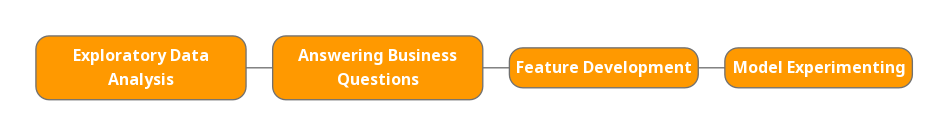 Exploratory Data
Analysis
Answering Business
Questions
Feature Development
Model Experimenting